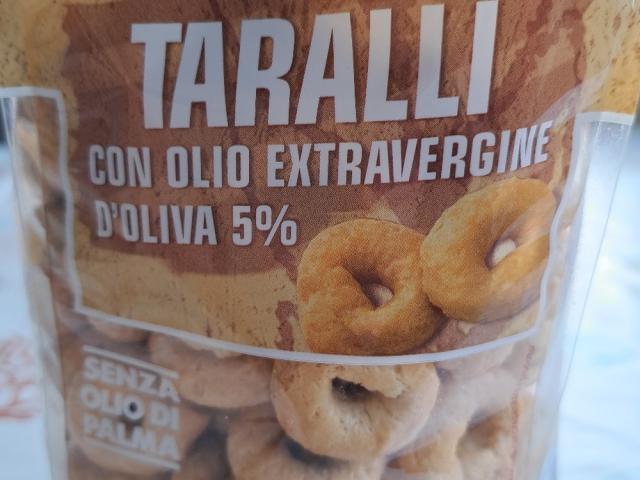 TARALLI
CON OLIO EXTRAVERGINE
D'OLIVA 5%
SENZA
OLIO DI
PALMA